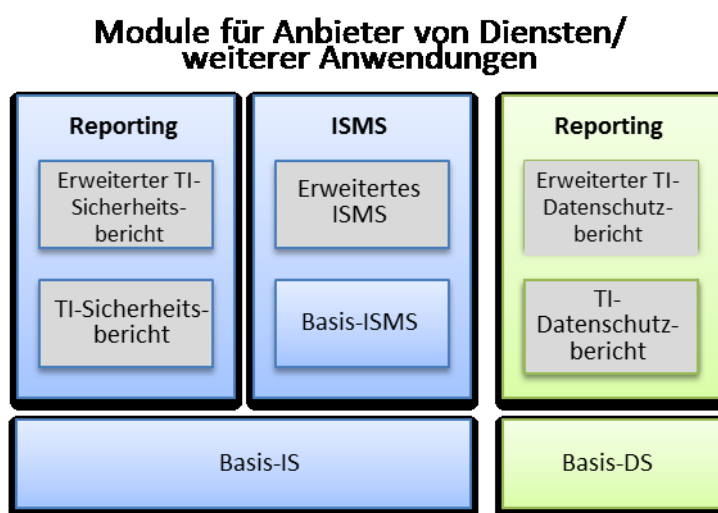 Module für Anbieter von Diensten/
weiterer Anwendungen
Reporting
Erweiterter TI-
Sicherheits-
bericht
TI-Sicherheits-
bericht
ISMS
Erweitertes
ISMS
Basis-ISMS
Reporting
Erweiterter TI-
Datenschutz-
bericht
TI-
Datenschutz-
bericht
Basis-IS
Basis-DS